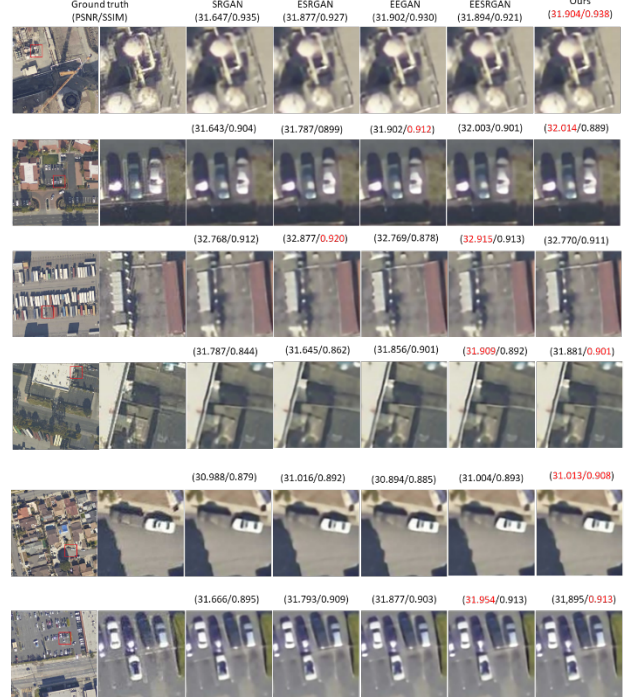 Ground truth SRGAN ESRGAN EEGAN EESRGAN Ours
(PSNR/SSIM) (31.647/0.935) (31.877/0.927) (31.902/0.930) (31.894/0.921) (31.904/0.938)
(31.643/0.904) (31.787/0899) (31.902/0.912) (32.003/0.901) (32.014/0.889)
(32.768/0.912) (32.877/0.920) (32.769/0.878) (32.915/0.913) (32.770/0.911)
(31.787/0.844) (31.645/0.862) (31.856/0.901) (31.909/0.892) (31.881/0.901)
(30.988/0.879) (31.016/0.892) (30.894/0.885) (31.004/0.893) (31.013/0.908)
(31.666/0.895) (31.793/0.909) (31.877/0.903) (31.954/0.913) (31,895/0.913)